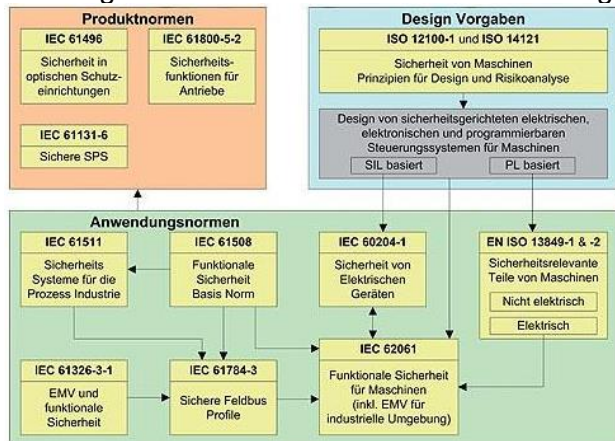 Produktnormen
IEC 61496
Sicherheit in
optischen Schutz-
einrichtungen
IEC 61800-5-2
Sicherheits-
funktionen für
Antriebe
IEC 61131-6
Sichere SPS
Design Vorgaben
ISO 12100-1 und ISO 14121
Sicherheit von Maschinen
Prinzipien für Design und Risikoanalyse
Design von sicherheitsgerichteten elektrischen,
elektronischen und programmierbaren
Steuerungssystemen für Maschinen
SIL basiert
PL basiert
Anwendungsnormen
IEC 61511
Sicherheits
Systeme für die
Prozess Industrie
IEC 61508
Funktionale
Sicherheit
Basis Norm
IEC 60204-1
Sicherheit von
Elektrischen
Geräten
EN ISO 13849-1 & -2
Sicherheitsrelevante
Teile von Maschinen
Nicht elektrisch
Elektrisch
IEC 61326-3-1
EMV und
funktionale
Sicherheit
IEC 61784-3
Sichere Feldbus
Profile
IEC 62061
Funktionale Sicherheit
für Maschinen
(inkl. EMV für
industrielle Umgebung)